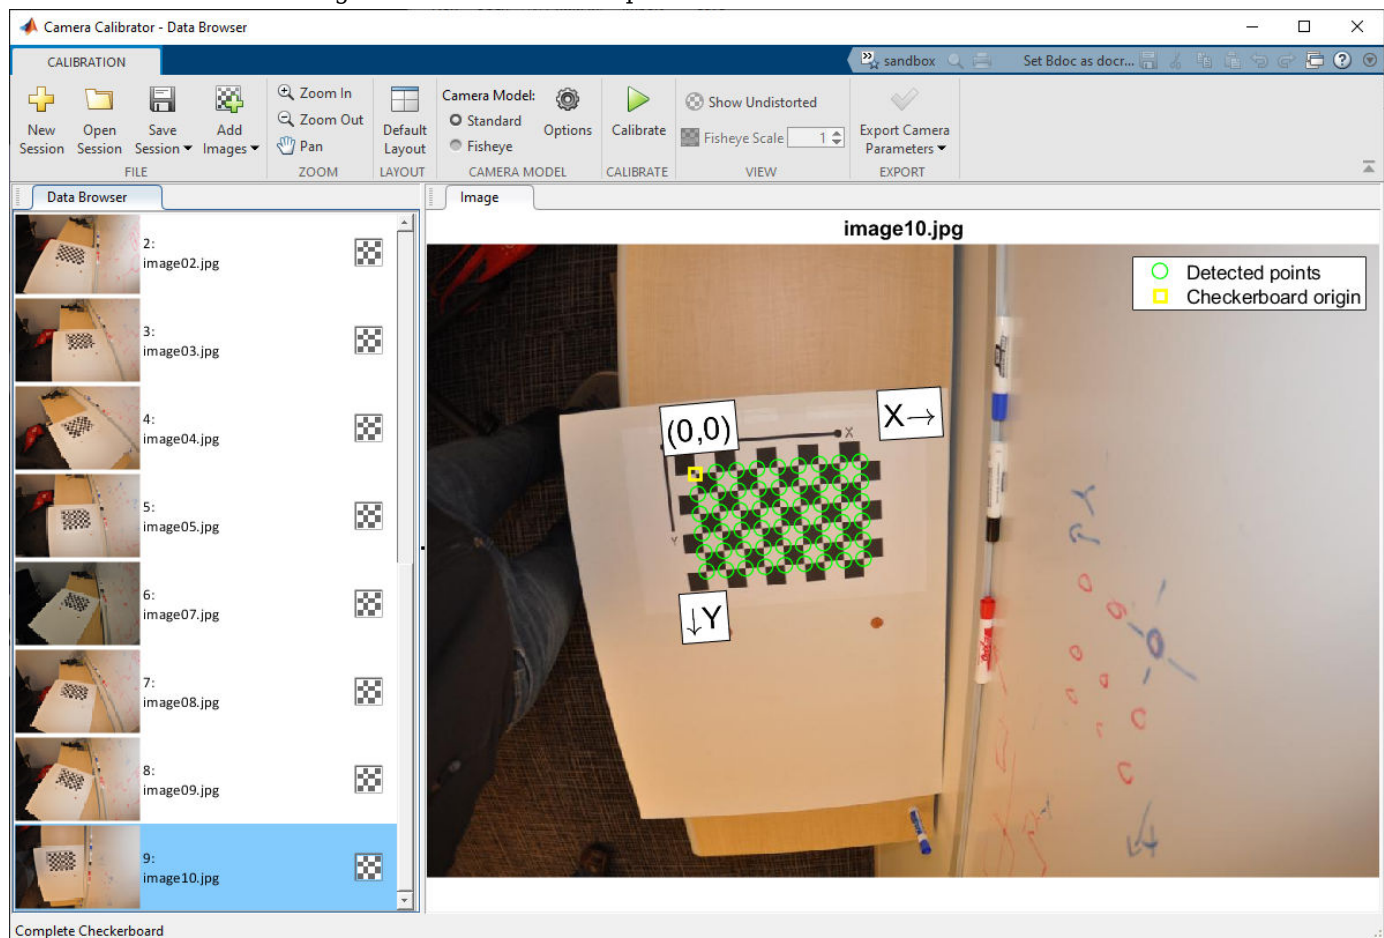 Camera Calibrator - Data Browser
CALIBRATION
sandbox
Set Bdoc as docr...
New Session
Open Session
Save Session
Add Images
FILE
Zoom In
Zoom Out
Pan
ZOOM
Default Layout
LAYOUT
Camera Model:
Standard
Fisheye
Options
CAMERA MODEL
Calibrate
CALIBRATE
Show Undistorted
Fisheye Scale 1
VIEW
Export Camera Parameters
EXPORT
Data Browser
2:
image02.jpg
3:
image03.jpg
4:
image04.jpg
5:
image05.jpg
6:
image07.jpg
7:
image08.jpg
8:
image09.jpg
9:
image10.jpg
Image
image10.jpg
Detected points
Checkerboard origin
(0,0)
X→
X
Y
↓Y
Complete Checkerboard